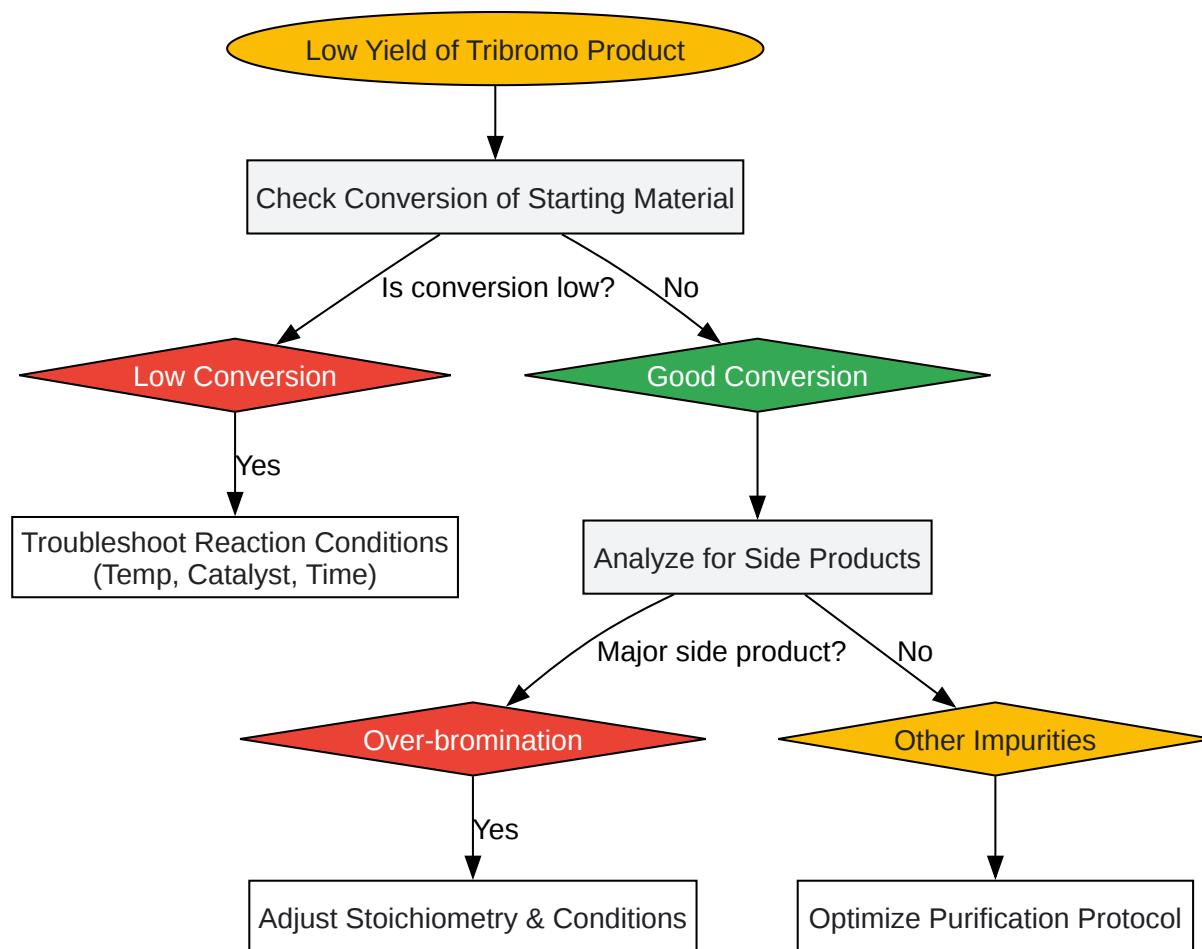 Low Yield of Tribromo Product
Check Conversion of Starting Material
Is conversion low?
No
Low Conversion
Good Conversion
Yes
Troubleshoot Reaction Conditions
(Temp, Catalyst, Time)
Analyze for Side Products
Major side product?
No
Over-bromination
Other Impurities
Yes
Adjust Stoichiometry & Conditions
Optimize Purification Protocol